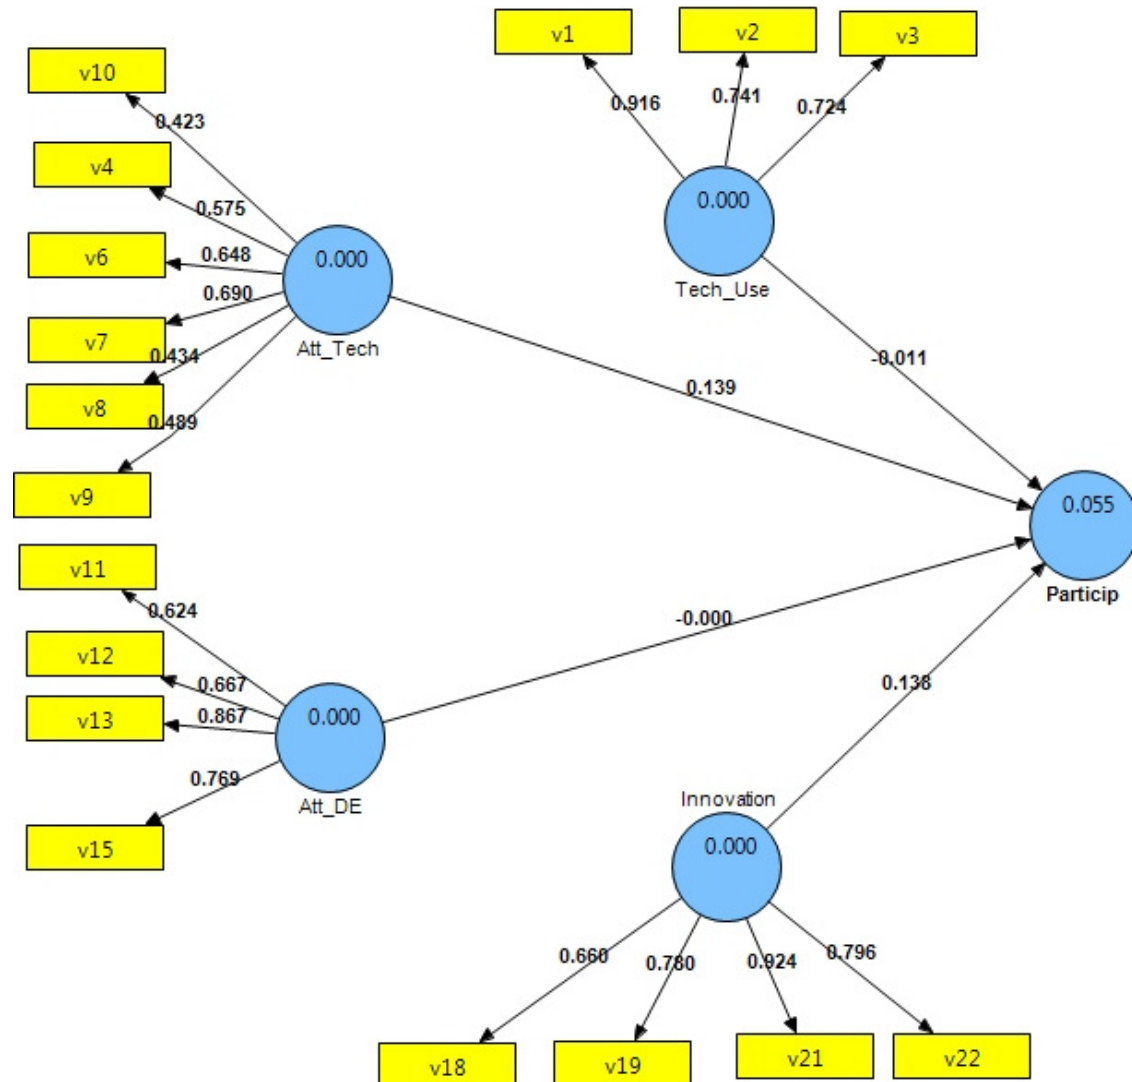 v1
v2
v3
0.916
0.741
0.724
0.000
Tech_Use
-0.011
v10
0.423
v4
0.575
v6
0.648
v7
0.690
v8
0.434
v9
0.489
0.000
Att_Tech
0.139
v11
0.624
v12
0.667
v13
0.867
v15
0.769
0.000
Att_DE
-0.000
0.055
Particip
0.138
Innovation
0.000
0.660
0.780
0.924
0.796
v18
v19
v21
v22